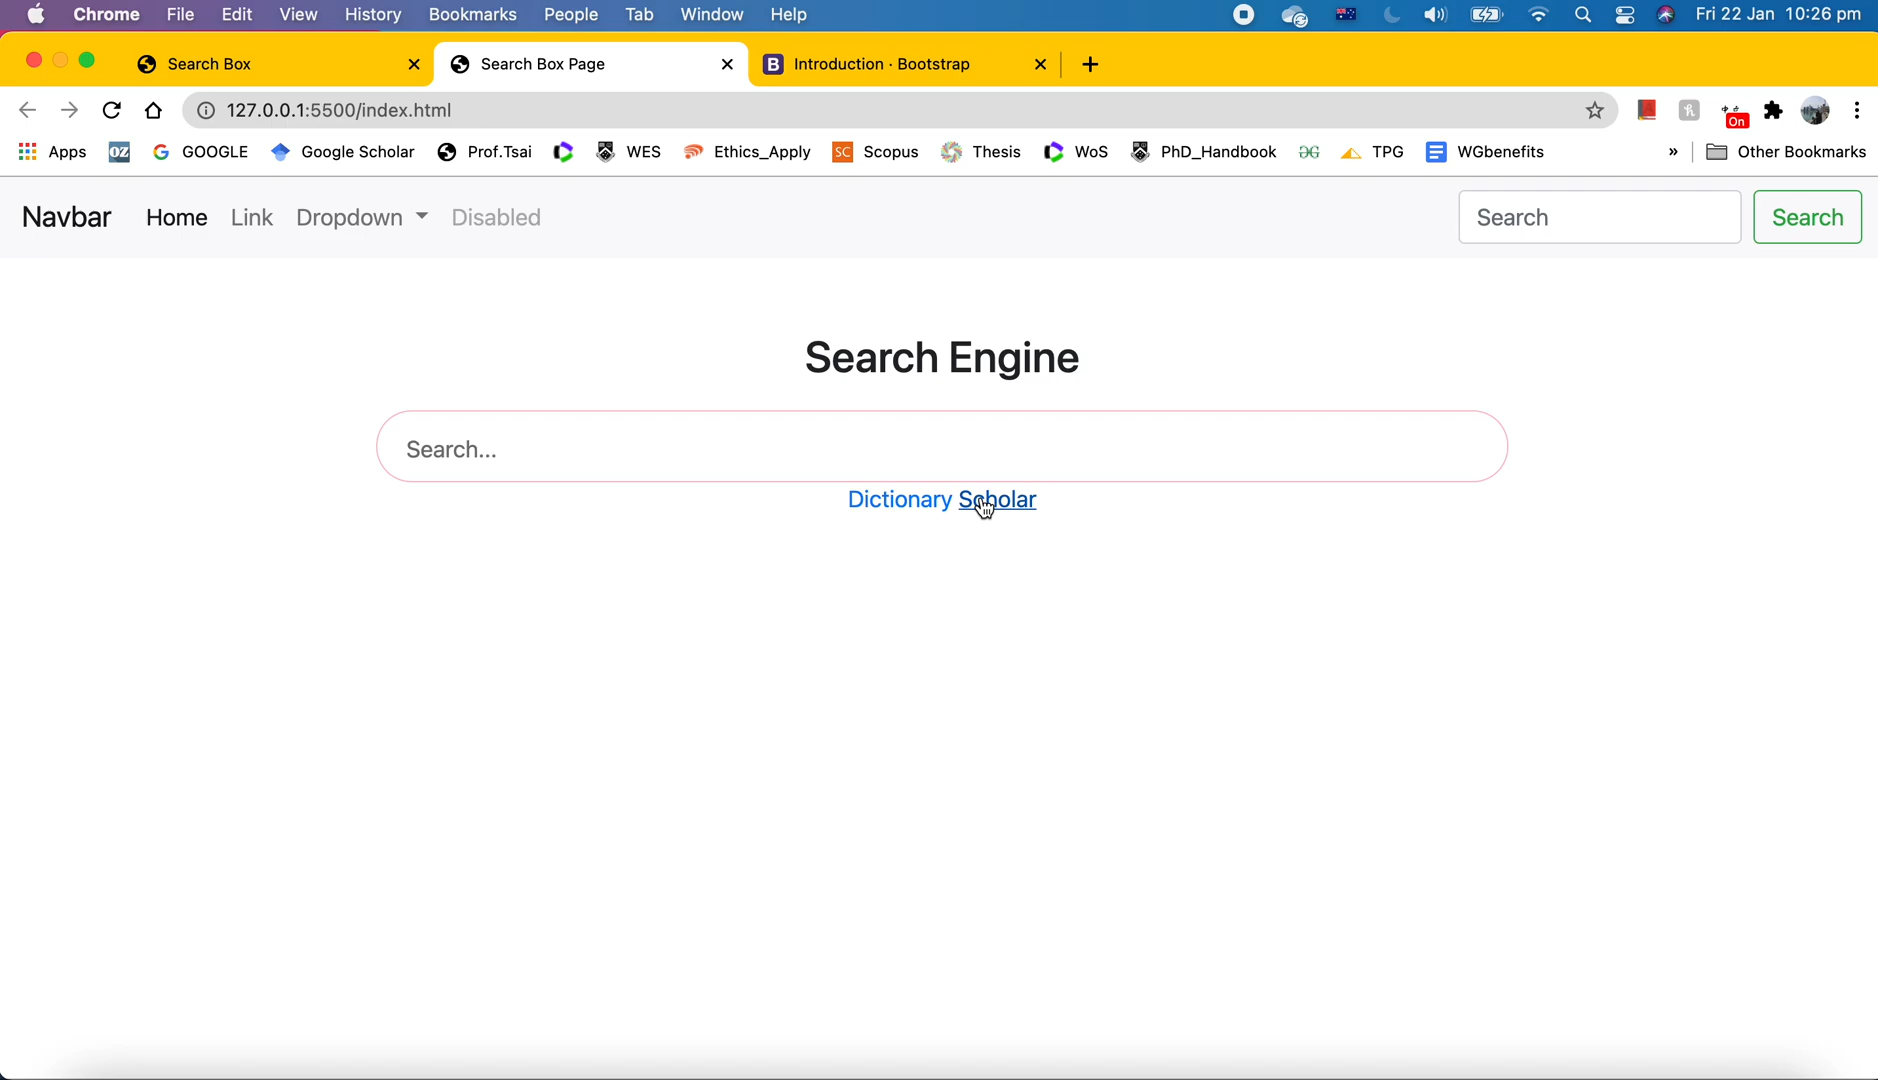 Chrome File Edit View History Bookmarks People Tab Window Help Fri 22 Jan 10:26 pm
Search Box Search Box Page B Introduction · Bootstrap
127.0.0.1:5500/index.html On
Apps OZ GOOGLE Google Scholar Prof.Tsai WES Ethics_Apply SC Scopus Thesis WoS PhD_Handbook TPG WGbenefits » Other Bookmarks
Navbar Home Link Dropdown Disabled Search Search
Search Engine
Search...
Dictionary Scholar